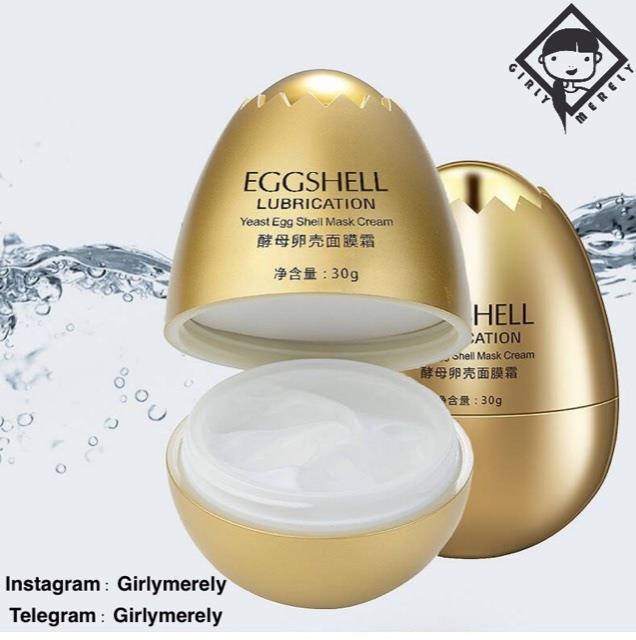 GIRLY MERELY
EGGSHELL
LUBRICATION
Yeast Egg Shell Mask Cream
酵母卵壳面膜霜
净含量：30g
SHELL
CATION
Shell Mask Cream
酵母卵壳面膜霜
净含量：30g
Instagram： Girlymerely
Telegram： Girlymerely